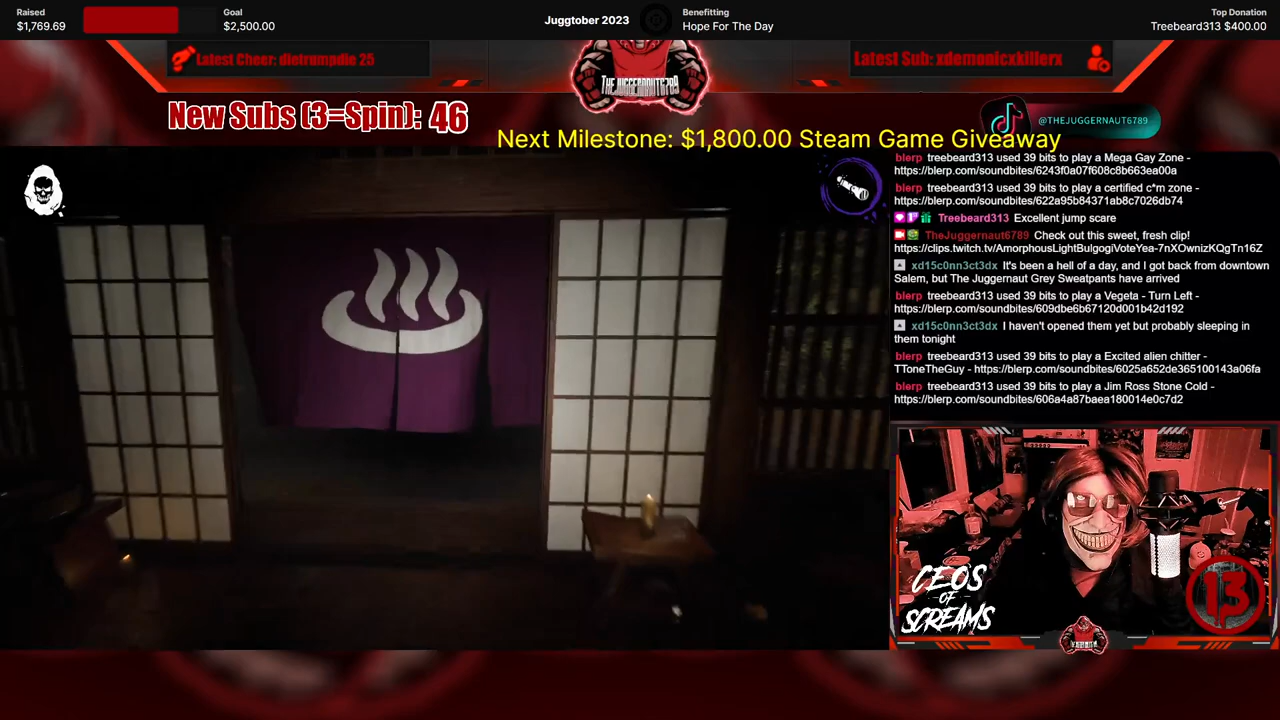 Raised
$1,769.69
Goal
$2,500.00
Juggtober 2023
Benefitting
Hope For The Day
Top Donation
Treebeard313 $400.00
Latest Cheer: dietrumpdie 25
THEJUGGERNAUT6789
Latest Sub: xdemonicxkillerx
New Subs (3=Spin): 46
@THEJUGGERNAUT6789
Next Milestone: $1,800.00 Steam Game Giveaway
blerp treebeard313 used 39 bits to play a Mega Gay Zone -
https://blerp.com/soundbites/6243f0a07f608c8b663ea00a
blerp treebeard313 used 39 bits to play a certified c*m zone -
https://blerp.com/soundbites/622a95b84371ab8c7026db74
Treebeard313 Excellent jump scare
TheJuggernaut6789 Check out this sweet, fresh clip!
https://clips.twitch.tv/AmorphousLightBulgogiVoteYea-7nXOwnizKQgTn16Z
xd15c0nn3ct3dx It's been a hell of a day, and I got back from downtown
Salem, but The Juggernaut Grey Sweatpants have arrived
blerp treebeard313 used 39 bits to play a Vegeta - Turn Left -
https://blerp.com/soundbites/609dbe6b67120d001b42d192
xd15c0nn3ct3dx I haven't opened them yet but probably sleeping in
them tonight
blerp treebeard313 used 39 bits to play a Excited alien chitter -
TToneTheGuy - https://blerp.com/soundbites/6025a652de365100143a06fa
blerp treebeard313 used 39 bits to play a Jim Ross Stone Cold -
https://blerp.com/soundbites/606a4a87baea180014e0c7d2
CEOS
OF
SCREAMS
13